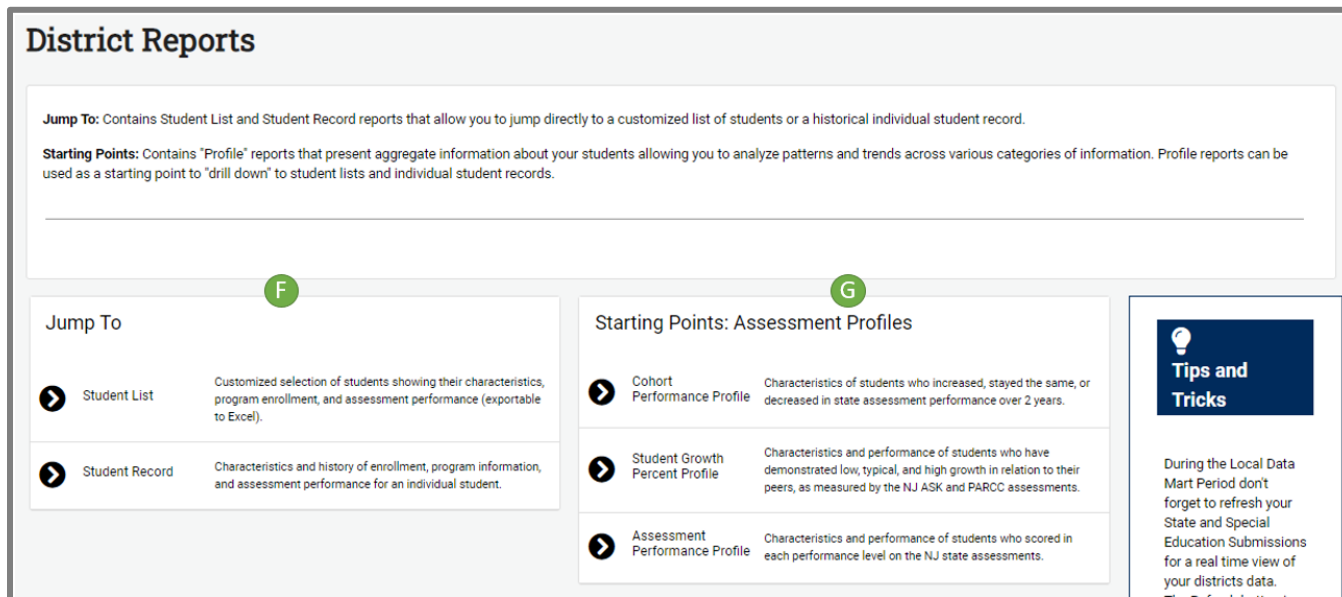 District Reports
Jump To: Contains Student List and Student Record reports that allow you to jump directly to a customized list of students or a historical individual student record.
Starting Points: Contains "Profile" reports that present aggregate information about your students allowing you to analyze patterns and trends across various categories of information. Profile reports can be
used as a starting point to "drill down" to student lists and individual student records.
F
Jump To
Student List
Customized selection of students showing their characteristics,
program enrollment, and assessment performance (exportable
to Excel).
Student Record
Characteristics and history of enrollment, program information,
and assessment performance for an individual student.
G
Starting Points: Assessment Profiles
Cohort
Performance Profile
Characteristics of students who increased, stayed the same, or
decreased in state assessment performance over 2 years.
Student Growth
Percent Profile
Characteristics and performance of students who have
demonstrated low, typical, and high growth in relation to their
peers, as measured by the NJ ASK and PARCC assessments.
Assessment
Performance Profile
Characteristics and performance of students who scored in
each performance level on the NJ state assessments.
Tips and
Tricks
During the Local Data
Mart Period don't
forget to refresh your
State and Special
Education Submissions
for a real time view of
your districts data.